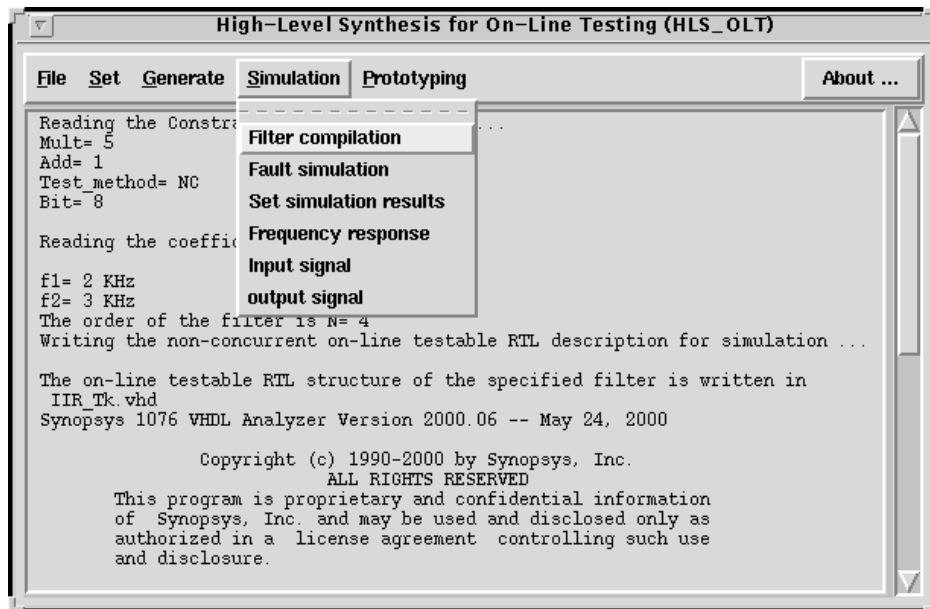 High-Level Synthesis for On-Line Testing (HLS_OLT)
File Set Generate Simulation Prototyping About ...
Filter compilation
Fault simulation
Set simulation results
Frequency response
Input signal
output signal
Reading the Constra ...
Mult= 5
Add= 1
Test_method= NC
Bit= 8
Reading the coeffic
f1= 2 KHz
f2= 3 KHz
The order of the filter is N= 4
Writing the non-concurrent on-line testable RTL description for simulation ...
The on-line testable RTL structure of the specified filter is written in
IIR_Tk.vhd
Synopsys 1076 VHDL Analyzer Version 2000.06 -- May 24, 2000
Copyright (c) 1990-2000 by Synopsys, Inc.
ALL RIGHTS RESERVED
This program is proprietary and confidential information
of Synopsys, Inc. and may be used and disclosed only as
authorized in a license agreement controlling such use
and disclosure.